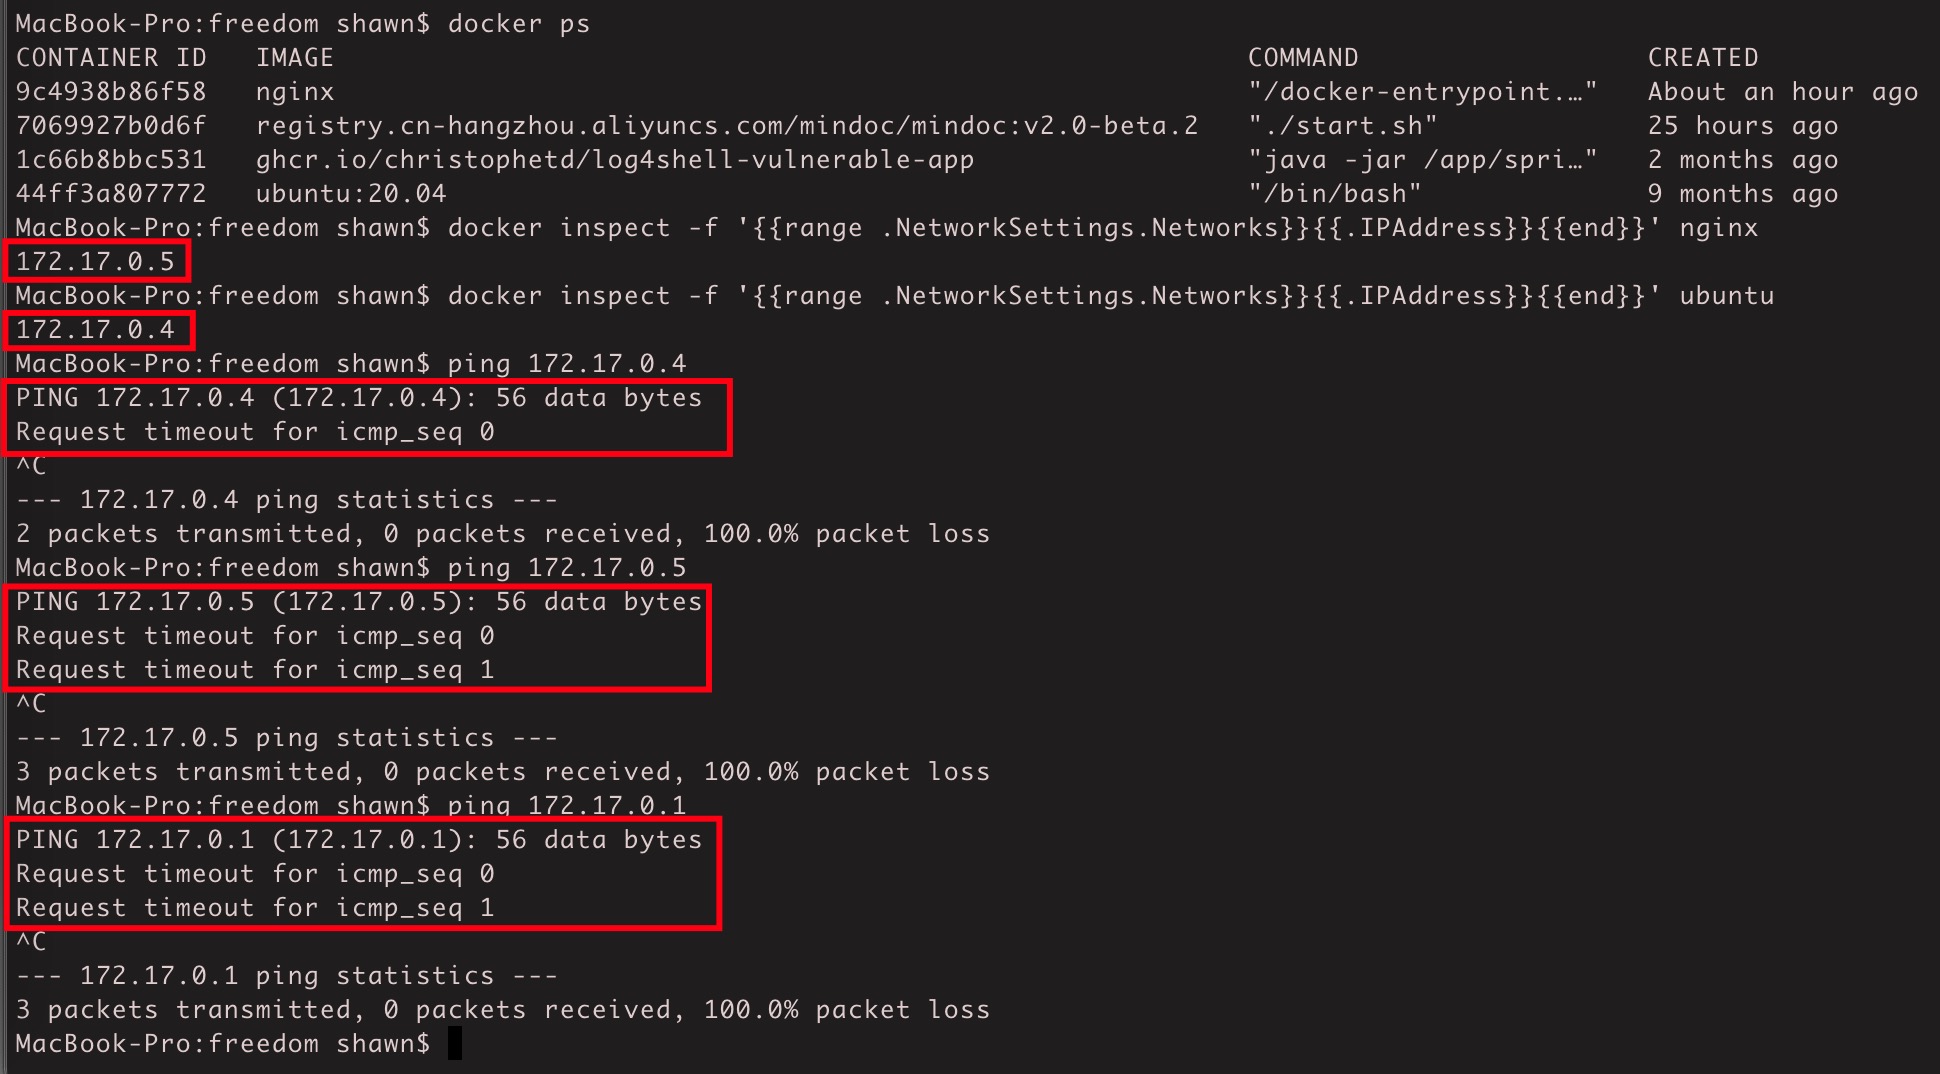 MacBook-Pro:freedom shawn$ docker ps
CONTAINER ID   IMAGE                                                        COMMAND                  CREATED
9c4938b86f58   nginx                                                        "/docker-entrypoint.…"   About an hour ago
7069927b0d6f   registry.cn-hangzhou.aliyuncs.com/mindoc/mindoc:v2.0-beta.2   "./start.sh"             25 hours ago
1c66b8bbc531   ghcr.io/christophetd/log4shell-vulnerable-app                "java -jar /app/spri…"   2 months ago
44ff3a807772   ubuntu:20.04                                                 "/bin/bash"              9 months ago
MacBook-Pro:freedom shawn$ docker inspect -f '{{range .NetworkSettings.Networks}}{{.IPAddress}}{{end}}' nginx
172.17.0.5
MacBook-Pro:freedom shawn$ docker inspect -f '{{range .NetworkSettings.Networks}}{{.IPAddress}}{{end}}' ubuntu
172.17.0.4
MacBook-Pro:freedom shawn$ ping 172.17.0.4
PING 172.17.0.4 (172.17.0.4): 56 data bytes
Request timeout for icmp_seq 0
^C
--- 172.17.0.4 ping statistics ---
2 packets transmitted, 0 packets received, 100.0% packet loss
MacBook-Pro:freedom shawn$ ping 172.17.0.5
PING 172.17.0.5 (172.17.0.5): 56 data bytes
Request timeout for icmp_seq 0
Request timeout for icmp_seq 1
^C
--- 172.17.0.5 ping statistics ---
3 packets transmitted, 0 packets received, 100.0% packet loss
MacBook-Pro:freedom shawn$ ping 172.17.0.1
PING 172.17.0.1 (172.17.0.1): 56 data bytes
Request timeout for icmp_seq 0
Request timeout for icmp_seq 1
^C
--- 172.17.0.1 ping statistics ---
3 packets transmitted, 0 packets received, 100.0% packet loss
MacBook-Pro:freedom shawn$